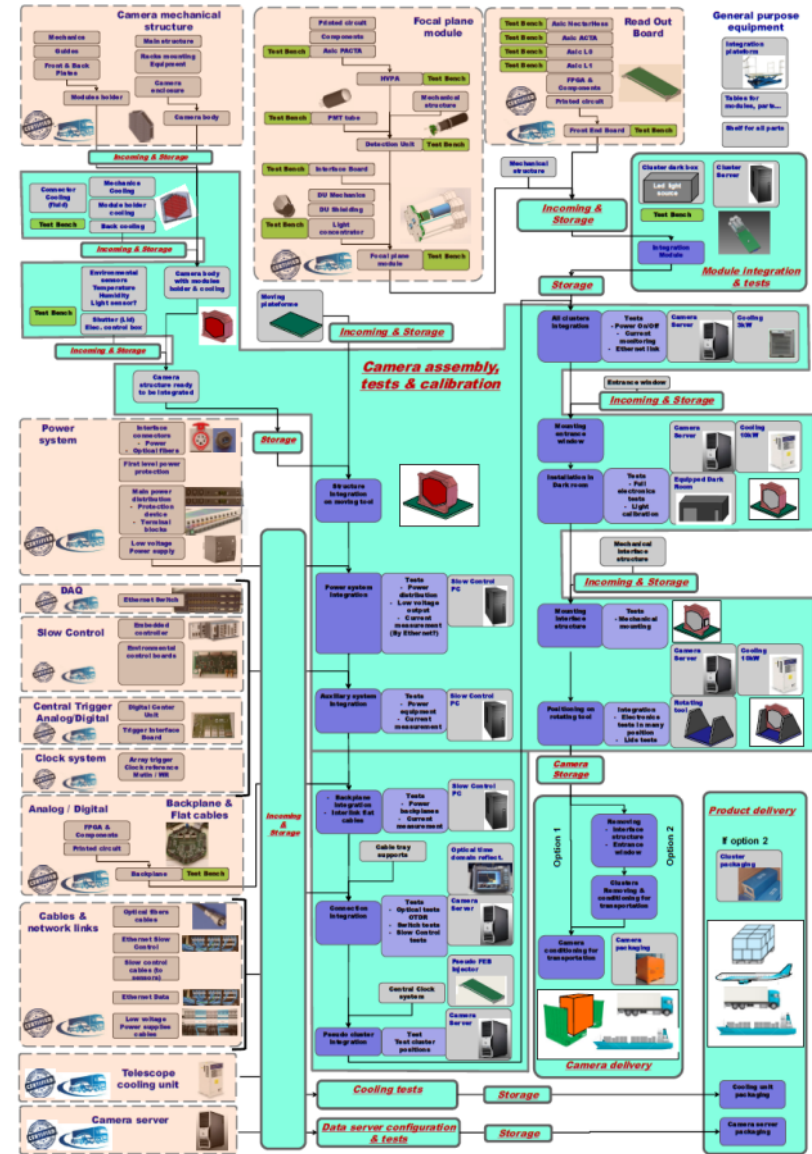 Camera mechanical
structure
Mechanics
Guides
Front & Back
Plates
Modules holder
Main structure
Racks mounting
Equipment
Camera
enclosure
Camera body
Incoming & Storage
Focal plane
module
Printed circuit
Components
Test Bench
Asic PACTA
HVPA
Test Bench
Mechanical
structure
Test Bench
PMT tube
Detection Unit
Test Bench
Test Bench
Interface Board
DU Mechanics
DU Shielding
Test Bench
Light
concentrator
Focal plane
module
Test Bench
Read Out
Board
Test Bench
Asic NectarNess
Test Bench
Asic ACTA
Test Bench
Asic L0
Test Bench
Asic L1
FPGA &
Components
Printed circuit
Front End Board
Test Bench
General purpose
equipment
Integration
plateform
Tables for
modules, parts...
Shelf for all parts
Mechanical
structure
Incoming &
Storage
Cluster dark box
Led light
source
Cluster
Server
Test Bench
Integration
Module
Module integration
& tests
Storage
Connector
Cooling
(fluid)
Test Bench
Mechanics
Cooling
Module holder
cooling
Back cooling
Incoming & Storage
Environmental
sensors
Temperature
Humidity
Light sensor?
Test Bench
Shutter (Lid)
Elec. control box
Camera body
with modules
holder & cooling
Incoming &
Storage
Camera
structure ready
to be integrated
Storage
Moving
plateforme
Incoming & Storage
Camera assembly,
tests & calibration
All clusters
integration
Tests
- Power On/Off
- Current
monitoring
- Ethernet link
Camera
Server
Cooling
3kW
Entrance window
Incoming & Storage
Mounting
entrance
window
Camera
Server
Cooling
10kW
Installation in
Dark room
Tests
- Full
electronics
tests
- Light
calibration
Equipped Dark
Room
Mechanical
interface
structure
Incoming & Storage
Mounting
interface
structure
Tests
- Mechanical
mounting
Camera
Server
Cooling
Positioning on
rotating tool
Integration
- Electronics
tests in many
position
- Lids tests
Rotating
tool
Camera
Storage
Power
system
Interface
connectors
- Power
- Optical fibers
First level power
protection
Main power
distribution
- Protection
device
- Terminal
blocks
Low voltage
Power supply
DAQ
Ethernet Switch
Slow Control
Embedded
controller
Environmental
control boards
Central Trigger
Analog/Digital
Digital Center
Unit
Trigger Interface
Board
Clock system
Array trigger
Clock reference
Mutin / WR
Analog / Digital
Backplane &
Flat cables
FPGA &
Components
Printed circuit
Backplane
Test Bench
Cables &
network links
Optical fibers
cables
Ethernet Slow
Control
Slow control
cables (to
sensors)
Ethernet Data
Low voltage
Power supplies
cables
Telescope
cooling unit
Camera server
Incoming
&
Storage
Structure
integration
on moving tool
Power system
integration
Tests
- Power
distribution
- Low voltage
output
- Current
measurement
(By Ethernet?)
Slow Control
PC
Auxiliary system
integration
Tests
- Power
equipment
- Current
measurement
Slow Control
PC
- Backplane
integration
- Interlink flat
cables
Tests
- Power
backplanes
- Current
measurement
Slow Control
PC
Cable tray
supports
Optical time
domain reflect.
Connection
integration
Tests
- Optical tests
OTDR
- Switch tests
- Slow Control
tests
Camera
Server
Pseudo FEB
injector
Central Clock
system
Pseudo cluster
integration
Test
Test cluster
positions
Camera
Server
Option 1
Option 2
Removing
- Interface
structure
- Entrance
window
Clusters
Removing &
conditioning for
transportation
Camera
conditioning for
transportation
Camera
packaging
Camera delivery
Product delivery
If option 2
Cluster
packaging
Cooling tests
Storage
Cooling unit
packaging
Data server configuration
& tests
Storage
Camera server
packaging